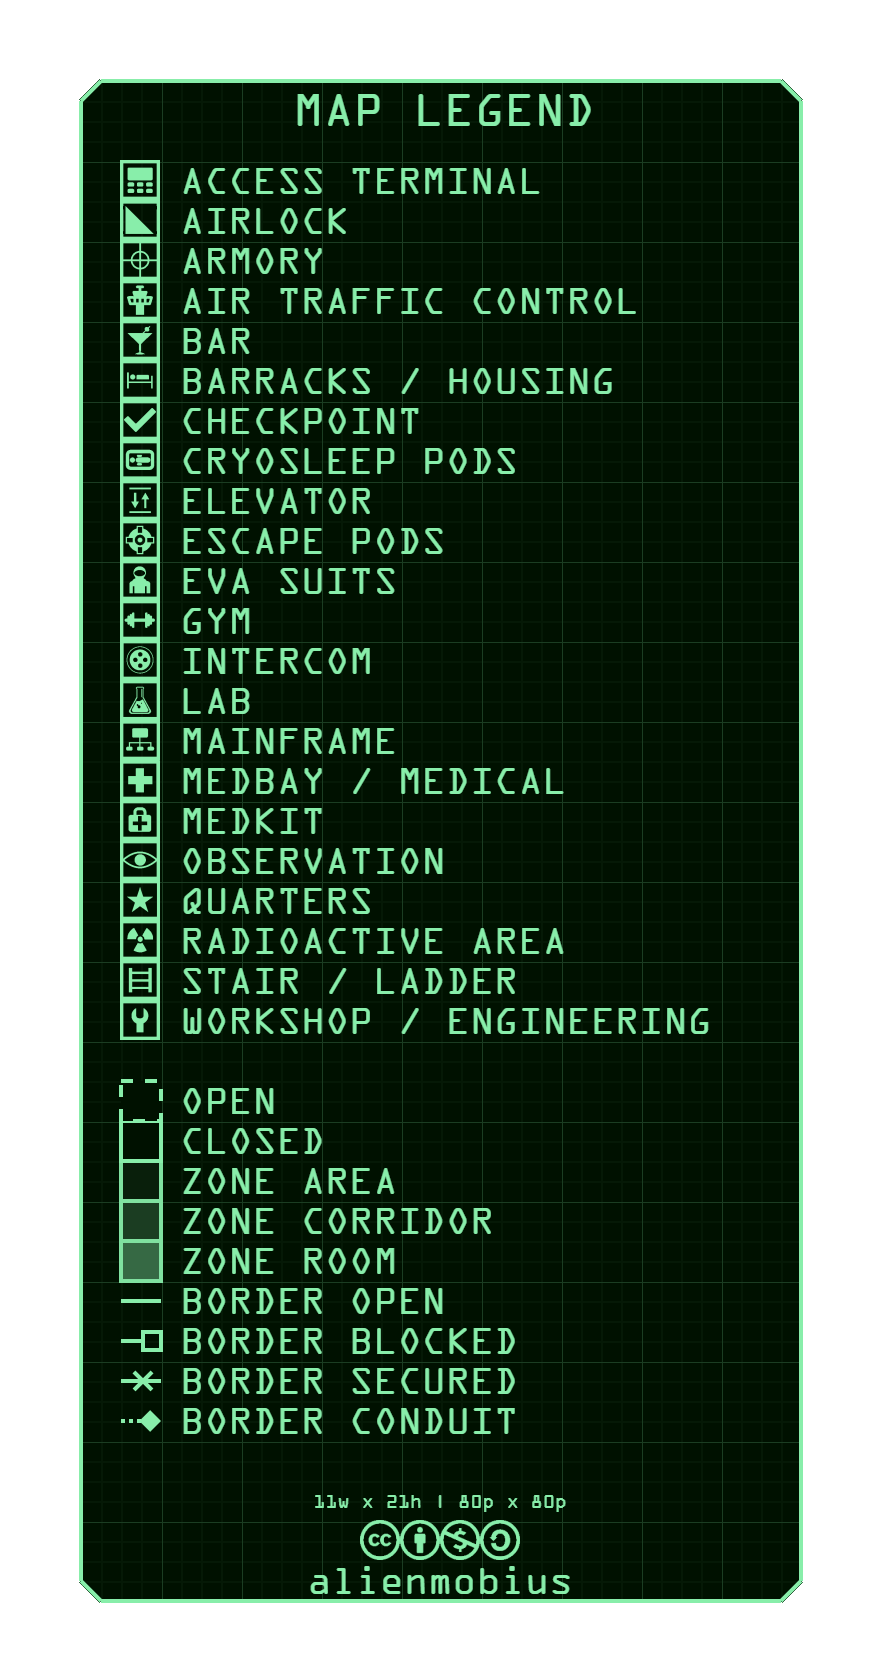 MAP LEGEND
ACCESS TERMINAL
AIRLOCK
ARMORY
AIR TRAFFIC CONTROL
BAR
BARRACKS / HOUSING
CHECKPOINT
CRYOSLEEP PODS
ELEVATOR
ESCAPE PODS
EVA SUITS
GYM
INTERCOM
LAB
MAINFRAME
MEDBAY / MEDICAL
MEDKIT
OBSERVATION
QUARTERS
RADIOACTIVE AREA
STAIR / LADDER
WORKSHOP / ENGINEERING
OPEN
CLOSED
ZONE AREA
ZONE CORRIDOR
ZONE ROOM
BORDER OPEN
BORDER BLOCKED
BORDER SECURED
BORDER CONDUIT
11w x 21h | 80p x 80p
cc
alienmobius